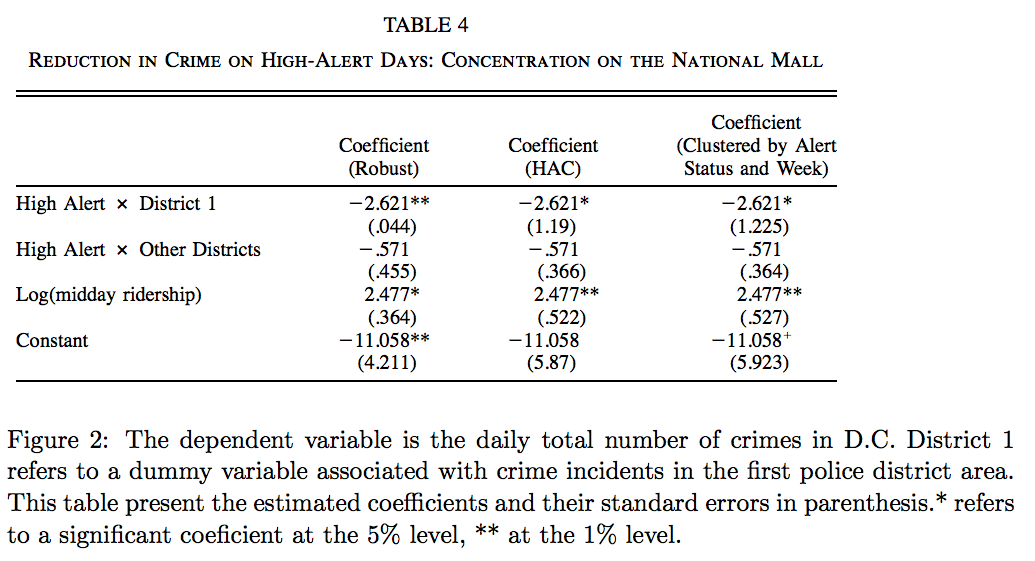 TABLE 4
REDUCTION IN CRIME ON HIGH-ALERT DAYS: CONCENTRATION ON THE NATIONAL MALL
Coefficient (Robust) Coefficient (HAC) Coefficient (Clustered by Alert Status and Week)
High Alert × District 1 −2.621** −2.621* −2.621*
(.044) (1.19) (1.225)
High Alert × Other Districts −.571 −.571 −.571
(.455) (.366) (.364)
Log(midday ridership) 2.477* 2.477** 2.477**
(.364) (.522) (.527)
Constant −11.058** −11.058 −11.058+
(4.211) (5.87) (5.923)
Figure 2: The dependent variable is the daily total number of crimes in D.C. District 1
refers to a dummy variable associated with crime incidents in the first police district area.
This table present the estimated coefficients and their standard errors in parenthesis.* refers
to a significant coeficient at the 5% level, ** at the 1% level.